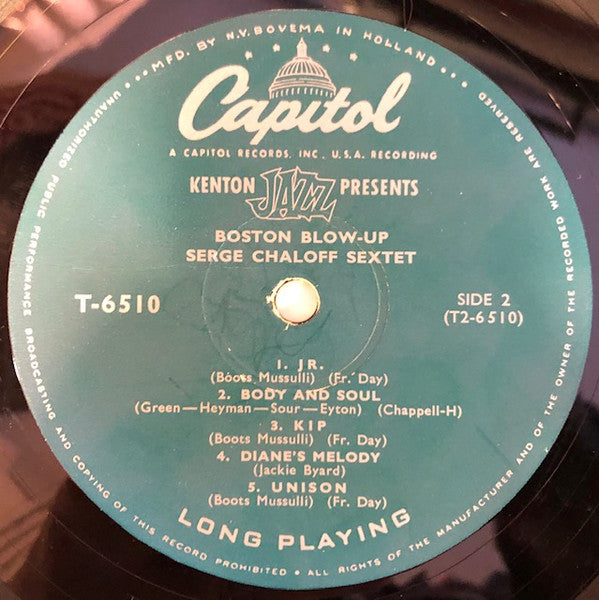 MFD. BY N.V. BOVEMA IN HOLLAND
Capitol
A CAPITOL RECORDS, INC., U.S.A. RECORDING
KENTON JAZZ PRESENTS
BOSTON BLOW-UP
SERGE CHALOFF SEXTET
T-6510
SIDE 2
(T2-6510)
1. JR.
(Boots Mussulli) (Fr. Day)
2. BODY AND SOUL
(Green—Heyman—Sour—Eyton) (Chappell-H)
3. KIP
(Boots Mussulli) (Fr. Day)
4. DIANE'S MELODY
(Jackie Byard)
5. UNISON
(Boots Mussulli) (Fr. Day)
LONG PLAYING
UNAUTHORIZED PUBLIC PERFORMANCE BROADCASTING AND COPYING OF THIS RECORD PROHIBITED • ALL RIGHTS OF THE MANUFACTURER AND OF THE OWNER OF THE RECORDED WORK ARE RESERVED